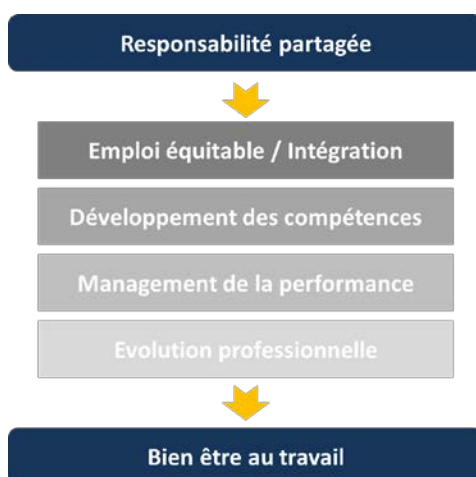 Responsabilité partagée
Emploi équitable / Intégration
Développement des compétences
Management de la performance
Evolution professionnelle
Bien être au travail